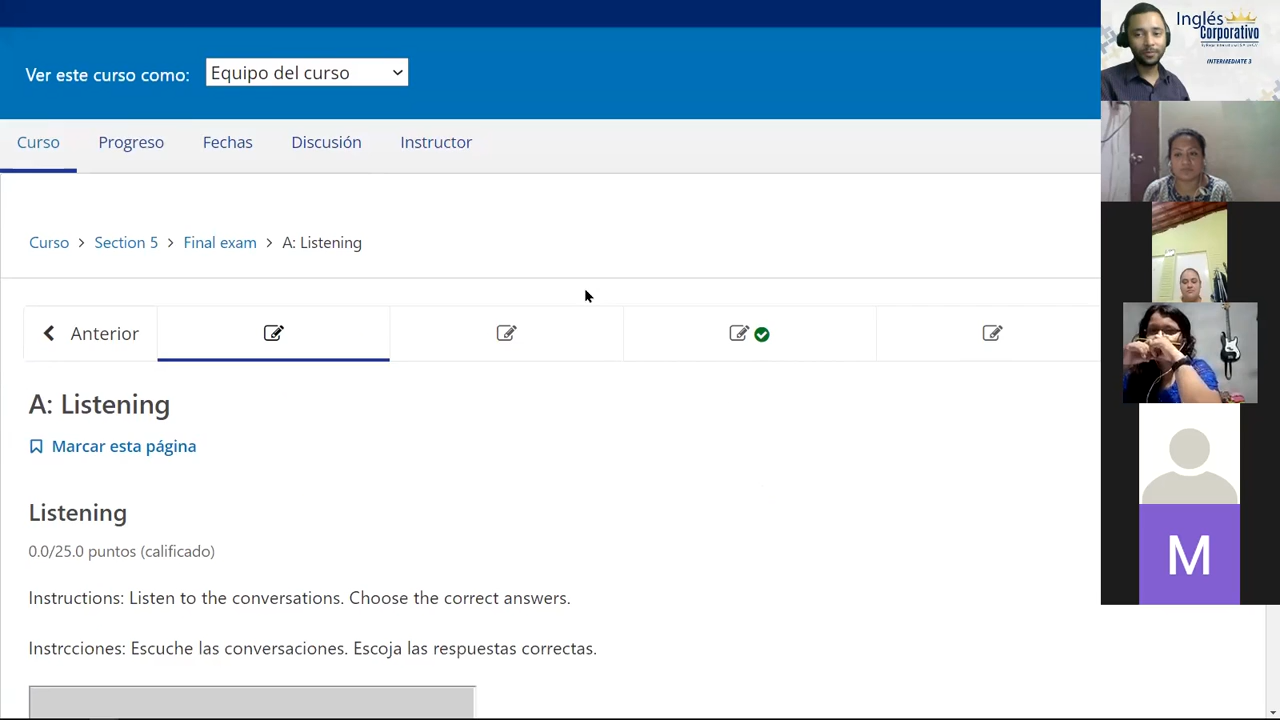 Ver este curso como: Equipo del curso
Curso Progreso Fechas Discusión Instructor
Curso > Section 5 > Final exam > A: Listening
Anterior
A: Listening
Marcar esta página
Listening
0.0/25.0 puntos (calificado)
Instructions: Listen to the conversations. Choose the correct answers.
Instrcciones: Escuche las conversaciones. Escoja las respuestas correctas.
Inglés
Corporativo
INTERMEDIATE 3
M